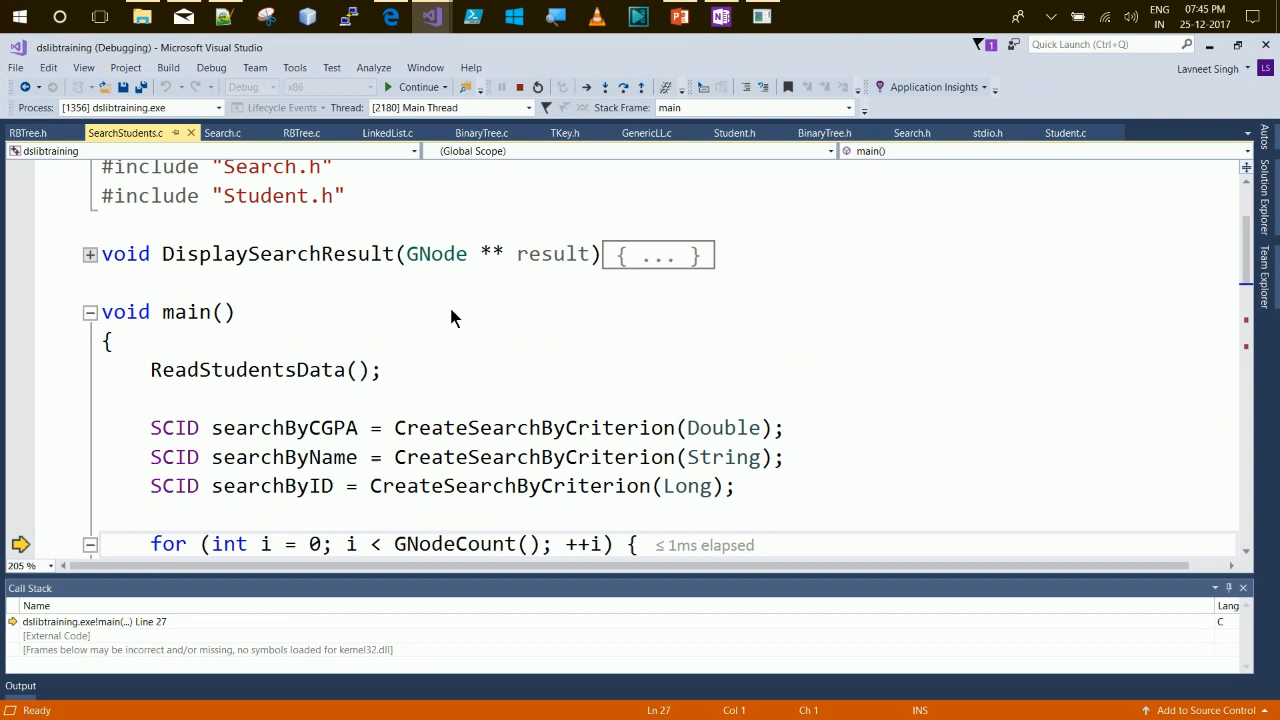 07:45 PM
ENG
IN
25-12-2017
dslibtraining (Debugging) - Microsoft Visual Studio
1
Quick Launch (Ctrl+Q)
File Edit View Project Build Debug Team Tools Test Analyze Window Help
Lavneet Singh LS
Debug x86 Continue Application Insights
Process: [1356] dslibtraining.exe Lifecycle Events Thread: [2180] Main Thread Stack Frame: main
RBTree.h SearchStudents.c Search.c RBTree.c LinkedList.c BinaryTree.c TKey.h GenericLL.c Student.h BinaryTree.h Search.h stdio.h Student.c
dslibtraining (Global Scope) main()
#include "Search.h"
#include "Student.h"
void DisplaySearchResult(GNode ** result){ ... }
void main()
{
ReadStudentsData();
SCID searchByCGPA = CreateSearchByCriterion(Double);
SCID searchByName = CreateSearchByCriterion(String);
SCID searchByID = CreateSearchByCriterion(Long);
for (int i = 0; i < GNodeCount(); ++i) { ≤ 1ms elapsed
205 %
Call Stack
Name Lang
dslibtraining.exe!main(...) Line 27 C
[External Code]
[Frames below may be incorrect and/or missing, no symbols loaded for kernel32.dll]
Output
Ready Ln 27 Col 1 Ch 1 INS Add to Source Control
Autos
Solution Explorer
Team Explorer